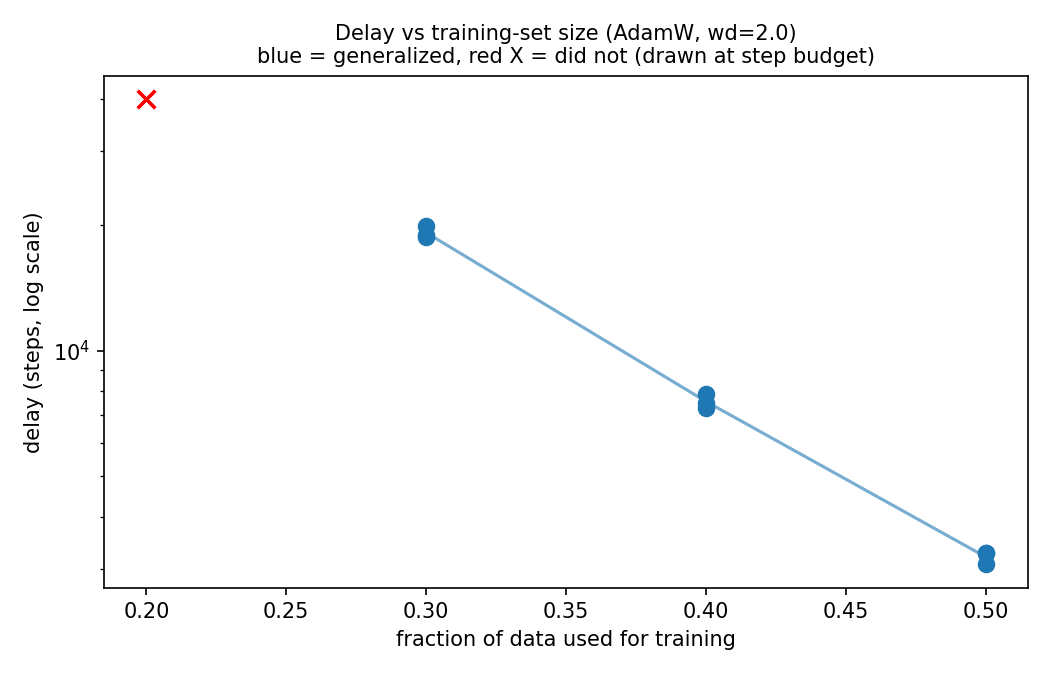 Delay vs training-set size (AdamW, wd=2.0)
blue = generalized, red X = did not (drawn at step budget)
delay (steps, log scale)
10⁴
0.20 0.25 0.30 0.35 0.40 0.45 0.50
fraction of data used for training